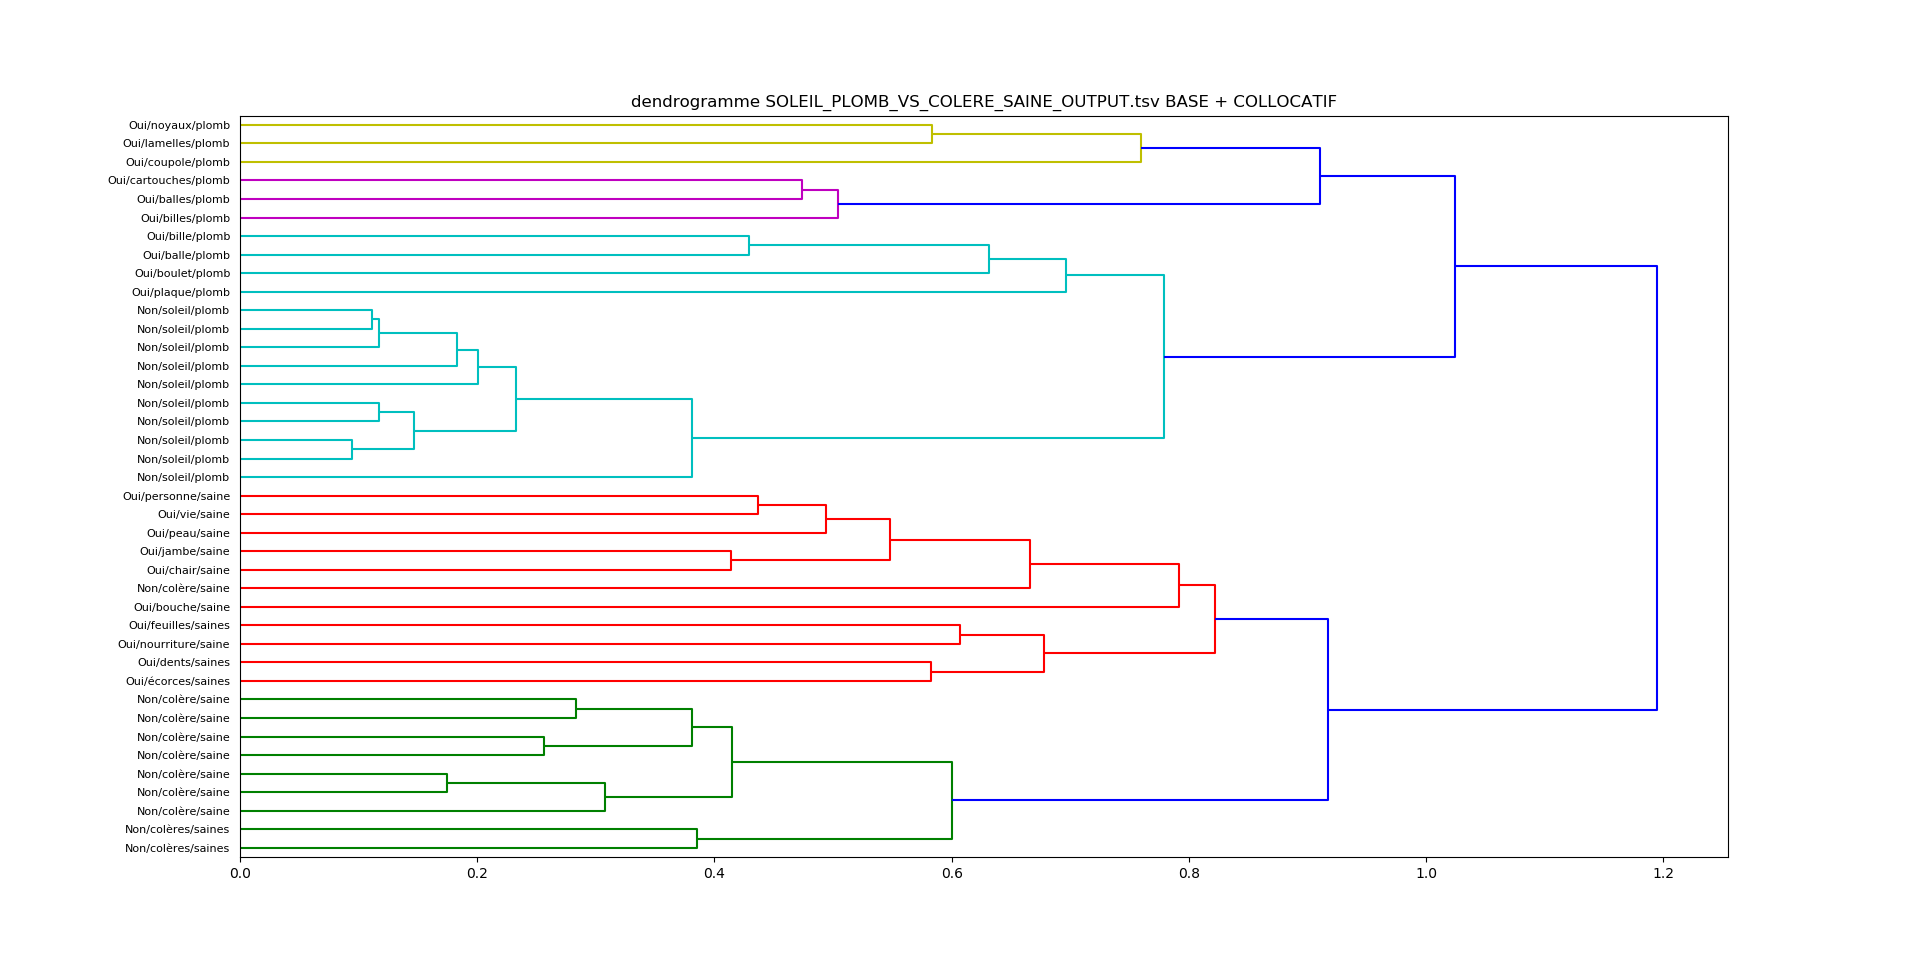 dendrogramme SOLEIL_PLOMB_VS_COLERE_SAINE_OUTPUT.tsv BASE + COLLOCATIF
Oui/noyaux/plomb
Oui/lamelles/plomb
Oui/coupole/plomb
Oui/cartouches/plomb
Oui/balles/plomb
Oui/billes/plomb
Oui/bille/plomb
Oui/balle/plomb
Oui/boulet/plomb
Oui/plaque/plomb
Non/soleil/plomb
Non/soleil/plomb
Non/soleil/plomb
Non/soleil/plomb
Non/soleil/plomb
Non/soleil/plomb
Non/soleil/plomb
Non/soleil/plomb
Non/soleil/plomb
Non/soleil/plomb
Oui/personne/saine
Oui/vie/saine
Oui/peau/saine
Oui/jambe/saine
Oui/chair/saine
Non/colère/saine
Oui/bouche/saine
Oui/feuilles/saines
Oui/nourriture/saine
Oui/dents/saines
Oui/écorces/saines
Non/colère/saine
Non/colère/saine
Non/colère/saine
Non/colère/saine
Non/colère/saine
Non/colère/saine
Non/colère/saine
Non/colères/saines
Non/colères/saines
0.0 0.2 0.4 0.6 0.8 1.0 1.2